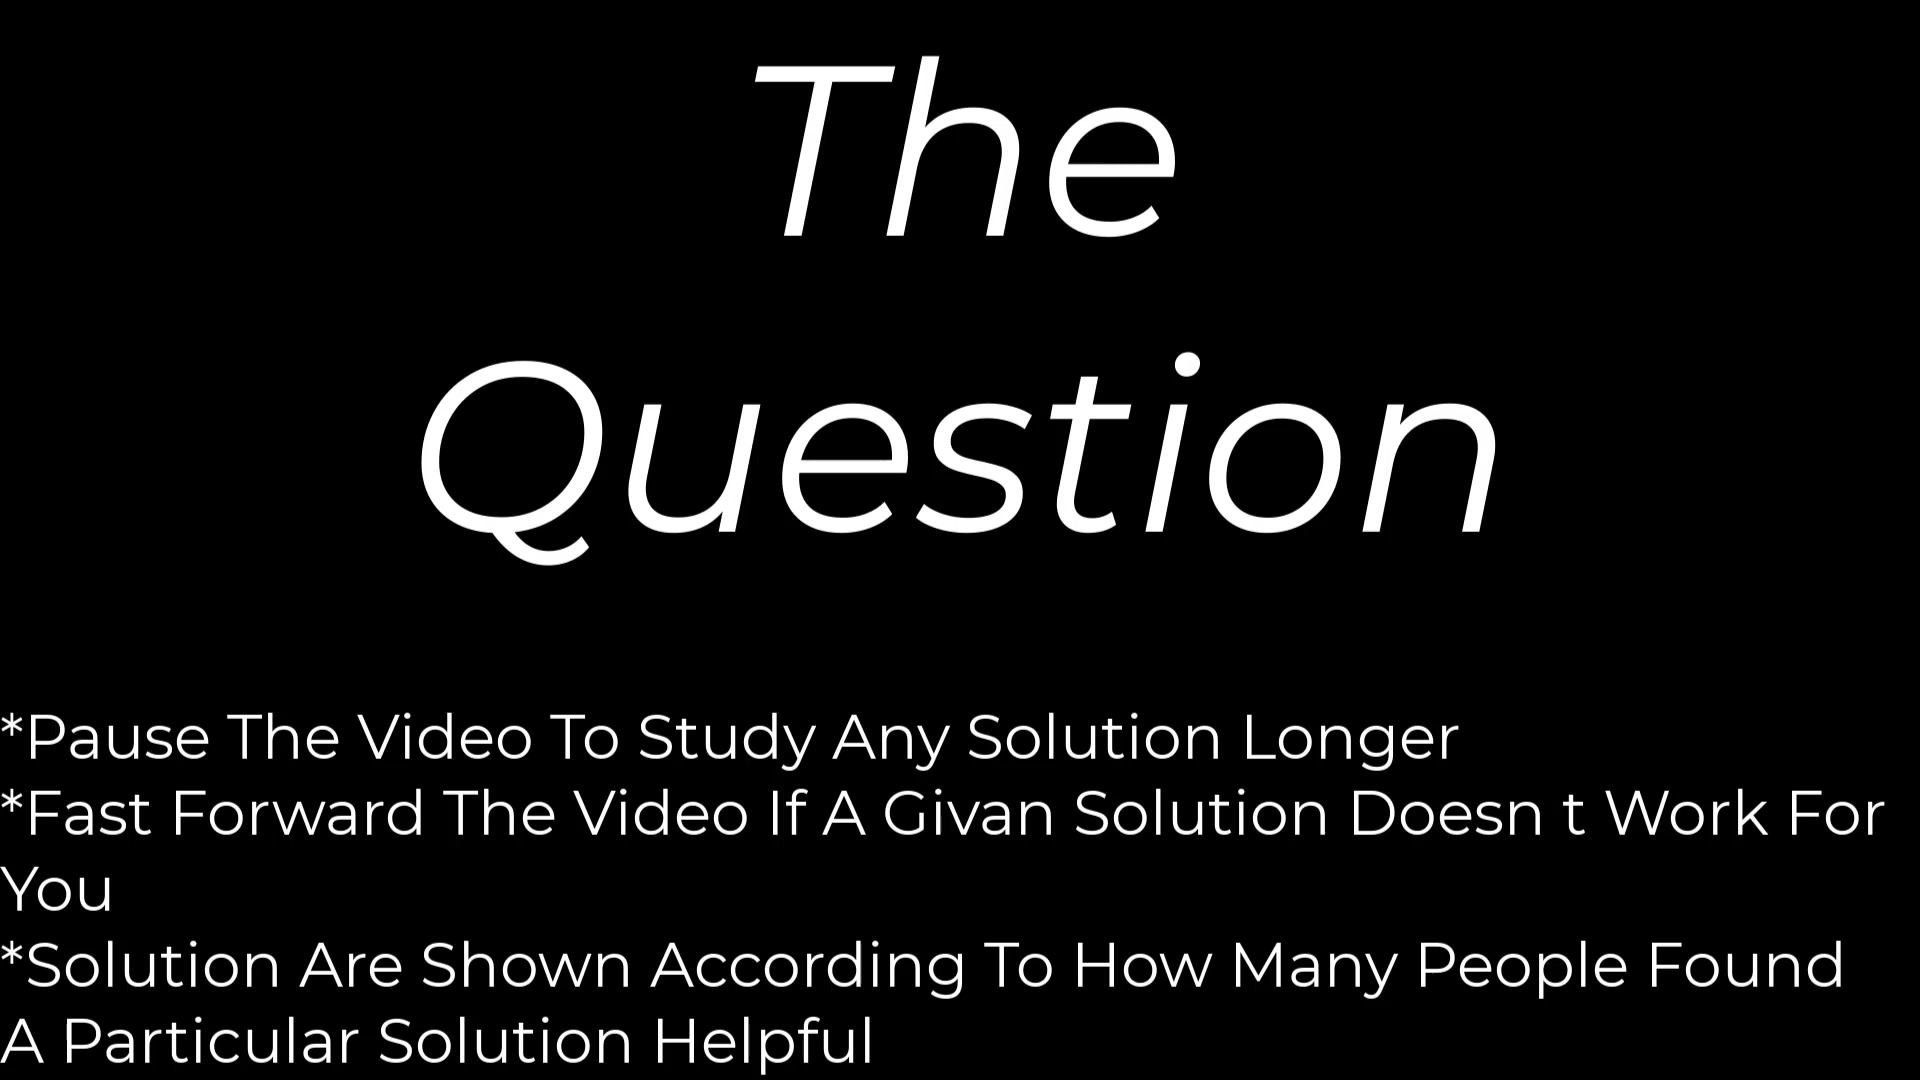 The
Question
*Pause The Video To Study Any Solution Longer
*Fast Forward The Video If A Givan Solution Doesn t Work For
You
*Solution Are Shown According To How Many People Found
A Particular Solution Helpful